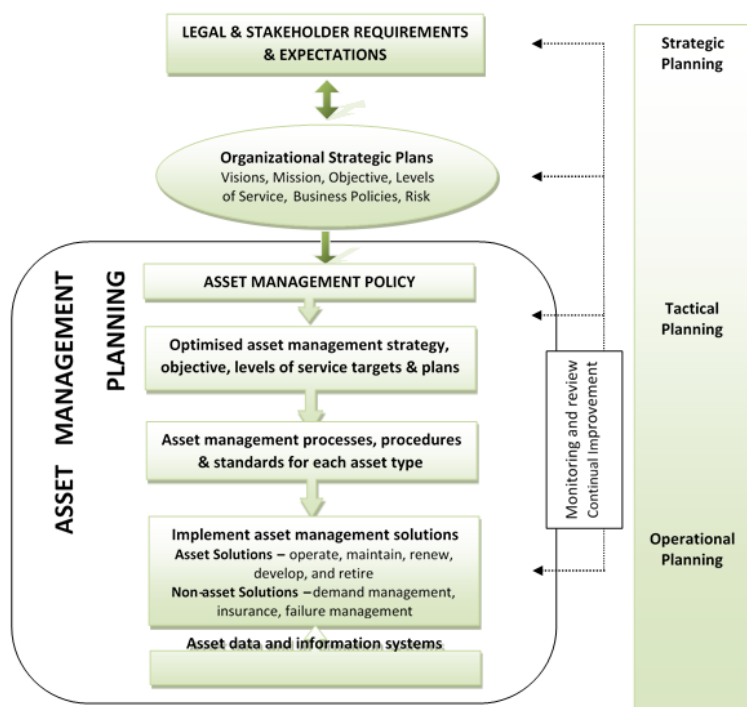 LEGAL & STAKEHOLDER REQUIREMENTS
& EXPECTATIONS
Organizational Strategic Plans
Visions, Mission, Objective, Levels
of Service, Business Policies, Risk
ASSET MANAGEMENT
PLANNING
ASSET MANAGEMENT POLICY
Optimised asset management strategy,
objective, levels of service targets & plans
Asset management processes, procedures
& standards for each asset type
Implement asset management solutions
Asset Solutions – operate, maintain, renew,
develop, and retire
Non-asset Solutions –demand management,
insurance, failure management
Asset data and information systems
Monitoring and review
Continual Improvement
Strategic
Planning
Tactical
Planning
Operational
Planning